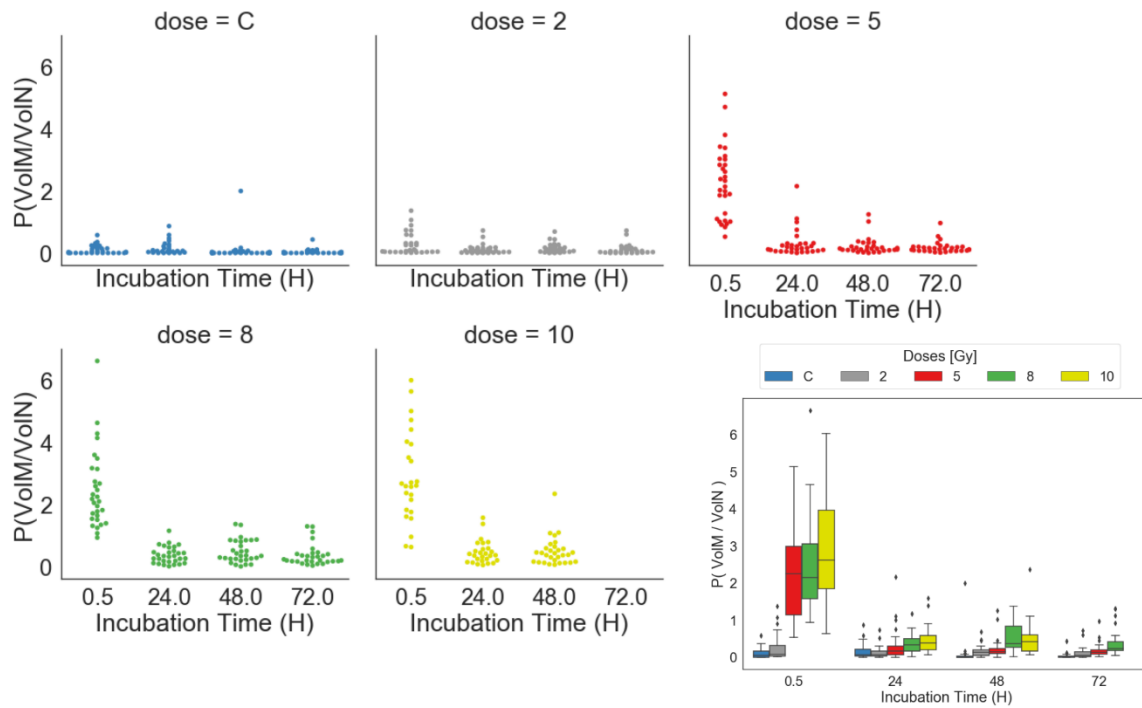 dose = C
dose = 2
dose = 5
P(VolM/VolN)
6
4
2
0
Incubation Time (H)
Incubation Time (H)
0.5 24.0 48.0 72.0
Incubation Time (H)
dose = 8
dose = 10
P(VolM/VolN)
6
4
2
0
0.5 24.0 48.0 72.0
Incubation Time (H)
0.5 24.0 48.0 72.0
Incubation Time (H)
Doses [Gy]
C 2 5 8 10
P( VolM / VolN )
6
5
4
3
2
1
0
0.5 24 48 72
Incubation Time (H)